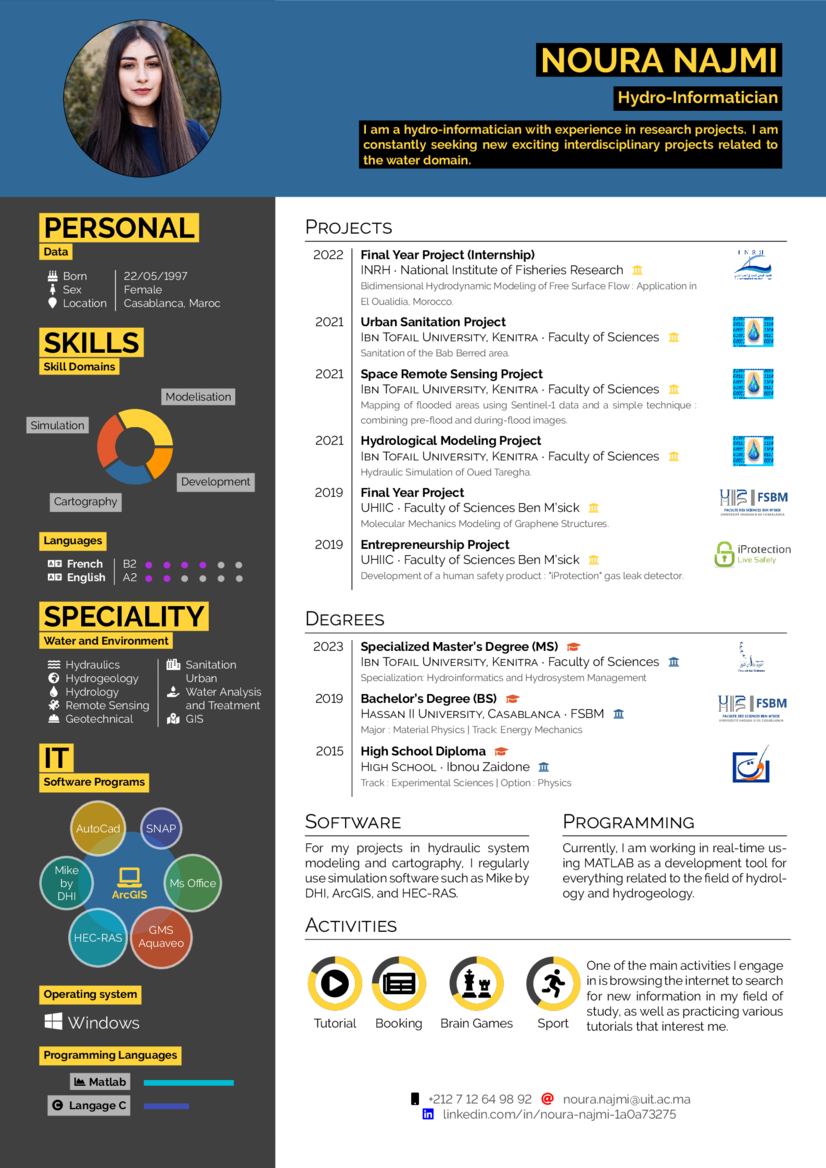 NOURA NAJMI
Hydro-Informatician
I am a hydro-informatician with experience in research projects. I am
constantly seeking new exciting interdisciplinary projects related to
the water domain.
PERSONAL
Data
Born 22/05/1997
Sex Female
Location Casablanca, Maroc
SKILLS
Skill Domains
Modelisation
Simulation
Development
Cartography
Languages
French B2
English A2
SPECIALITY
Water and Environment
Hydraulics
Hydrogeology
Hydrology
Remote Sensing
Geotechnical
Sanitation
Urban
Water Analysis
and Treatment
GIS
IT
Software Programs
AutoCad
SNAP
Mike
by
DHI
ArcGIS
Ms Office
HEC-RAS
GMS
Aquaveo
Operating system
Windows
Programming Languages
Matlab
Langage C
PROJECTS
2022 Final Year Project (Internship)
INRH · National Institute of Fisheries Research
Bidimensional Hydrodynamic Modeling of Free Surface Flow : Application in
El Oualidia, Morocco.
INRH
2021 Urban Sanitation Project
IBN TOFAIL UNIVERSITY, KENITRA · Faculty of Sciences
Sanitation of the Bab Berred area.
2021 Space Remote Sensing Project
IBN TOFAIL UNIVERSITY, KENITRA · Faculty of Sciences
Mapping of flooded areas using Sentinel-1 data and a simple technique :
combining pre-flood and during-flood images.
2021 Hydrological Modeling Project
IBN TOFAIL UNIVERSITY, KENITRA · Faculty of Sciences
Hydraulic Simulation of Oued Taregha.
2019 Final Year Project
UHIIC · Faculty of Sciences Ben M'sick
Molecular Mechanics Modeling of Graphene Structures.
FSBM
FACULTÉ DES SCIENCES BEN M'SICK
2019 Entrepreneurship Project
UHIIC · Faculty of Sciences Ben M'sick
Development of a human safety product : "iProtection" gas leak detector.
iProtection
Live Safely
DEGREES
2023 Specialized Master's Degree (MS)
IBN TOFAIL UNIVERSITY, KENITRA · Faculty of Sciences
Specialization: Hydroinformatics and Hydrosystem Management
2019 Bachelor's Degree (BS)
HASSAN II UNIVERSITY, CASABLANCA · FSBM
Major : Material Physics | Track: Energy Mechanics
FSBM
FACULTÉ DES SCIENCES BEN M'SICK
2015 High School Diploma
HIGH SCHOOL · Ibnou Zaidone
Track : Experimental Sciences | Option : Physics
SOFTWARE
For my projects in hydraulic system
modeling and cartography, I regularly
use simulation software such as Mike by
DHI, ArcGIS, and HEC-RAS.
PROGRAMMING
Currently, I am working in real-time us-
ing MATLAB as a development tool for
everything related to the field of hydrol-
ogy and hydrogeology.
ACTIVITIES
Tutorial
Booking
Brain Games
Sport
One of the main activities I engage
in is browsing the internet to search
for new information in my field of
study, as well as practicing various
tutorials that interest me.
+212 7 12 64 98 92 noura.najmi@uit.ac.ma
linkedin.com/in/noura-najmi-1a0a73275